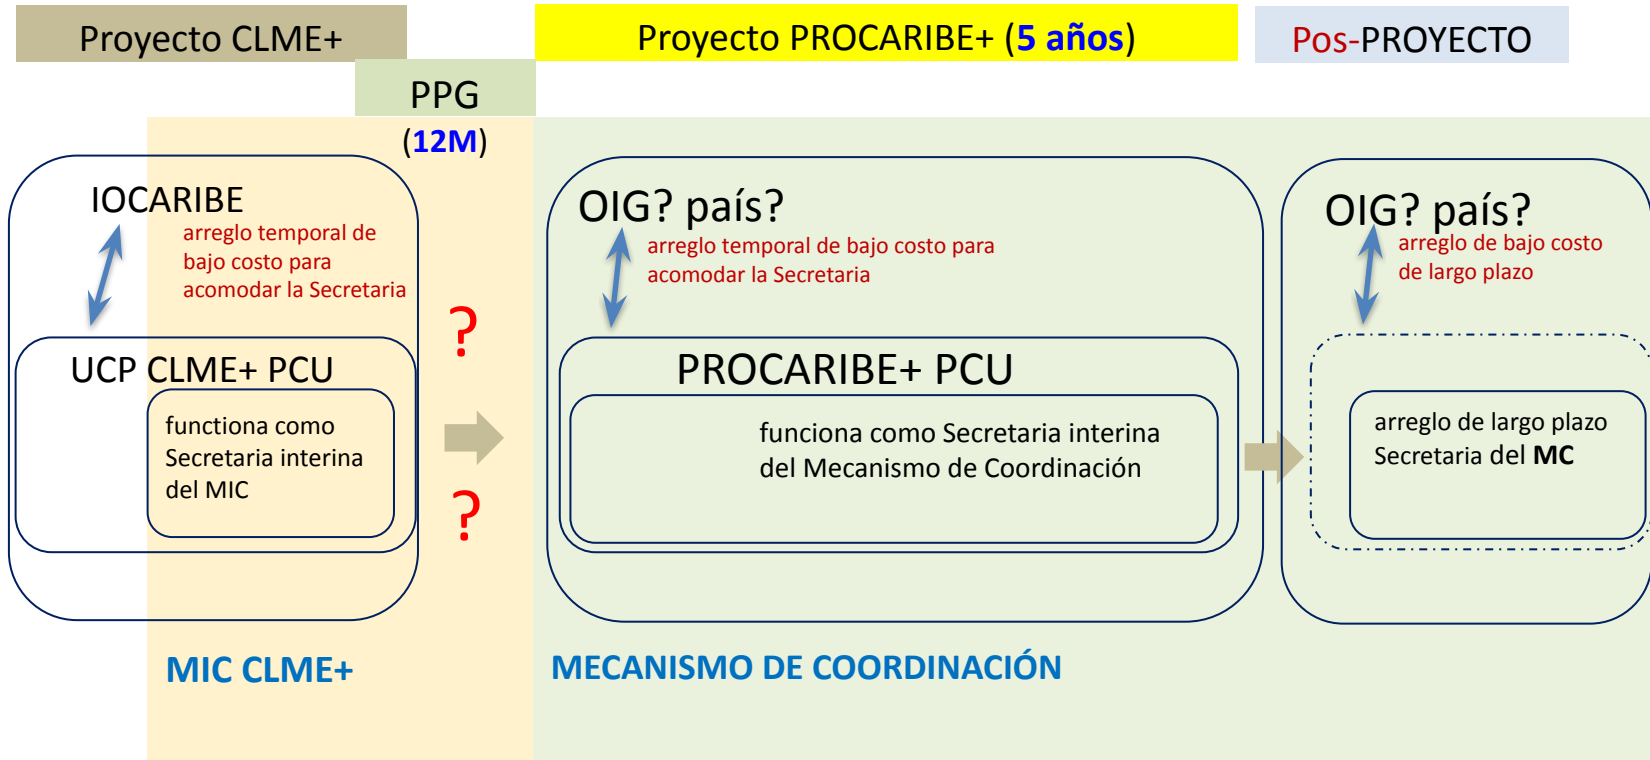 Proyecto CLME+
PPG
(12M)
Proyecto PROCARIBE+ (5 años)
Pos-PROYECTO
IOCARIBE
arreglo temporal de
bajo costo para
acomodar la Secretaria
UCP CLME+ PCU
functiona como
Secretaria interina
del MIC
MIC CLME+
?
?
OIG? país?
arreglo temporal de bajo costo para
acomodar la Secretaria
PROCARIBE+ PCU
funciona como Secretaria interina
del Mecanismo de Coordinación
MECANISMO DE COORDINACIÓN
OIG? país?
arreglo de bajo costo
de largo plazo
arreglo de largo plazo
Secretaria del MC